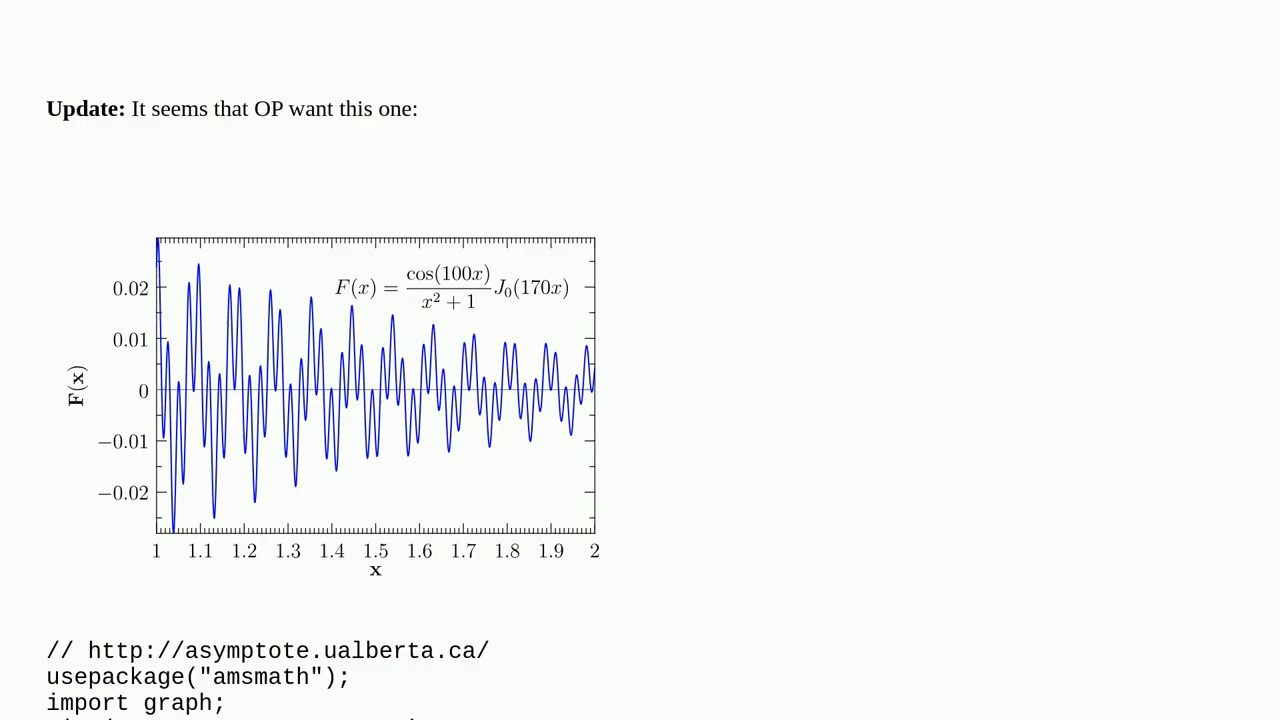 Update: It seems that OP want this one:
F(x) = cos(100x)/(x² + 1) J₀(170x)
0.02
0.01
0
−0.01
−0.02
F(x)
1 1.1 1.2 1.3 1.4 1.5 1.6 1.7 1.8 1.9 2
x
// http://asymptote.ualberta.ca/
usepackage("amsmath");
import graph;